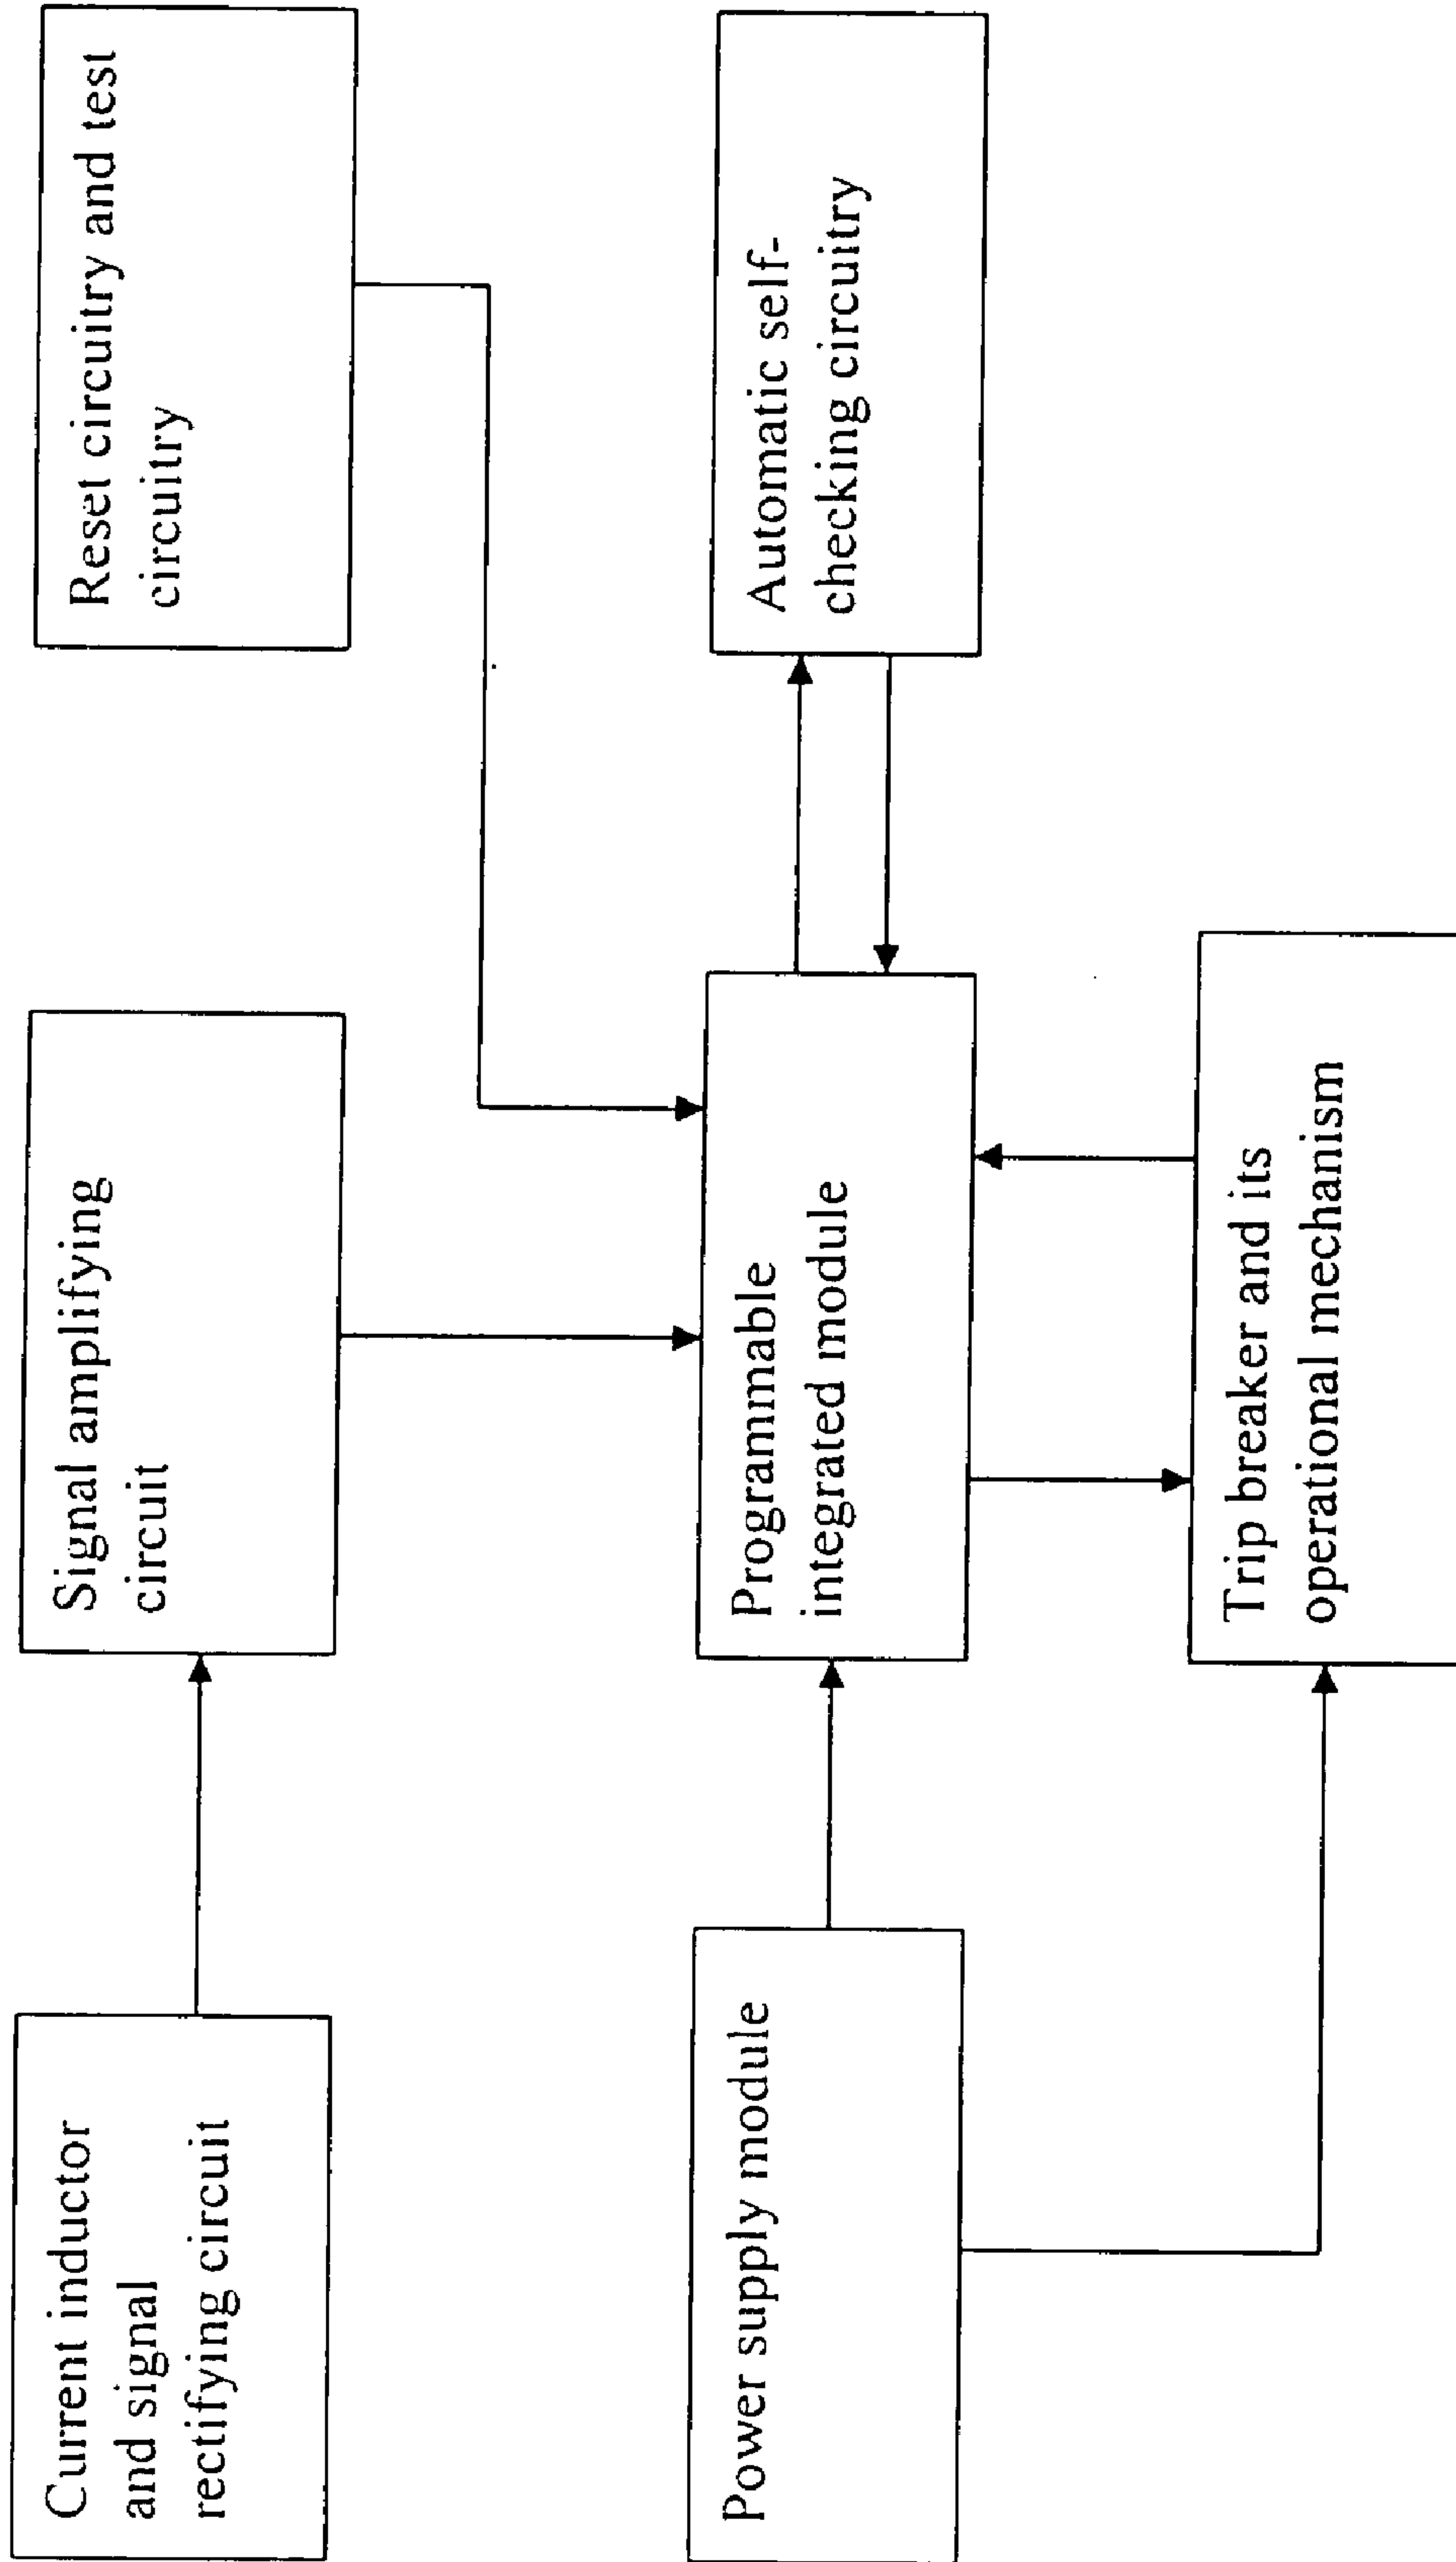 Current inductor
and signal
rectifying circuit
Signal amplifying
circuit
Reset circuitry and test
circuitry
Power supply module
Programmable
integrated module
Automatic self-
checking circuitry
Trip breaker and its
operational mechanism